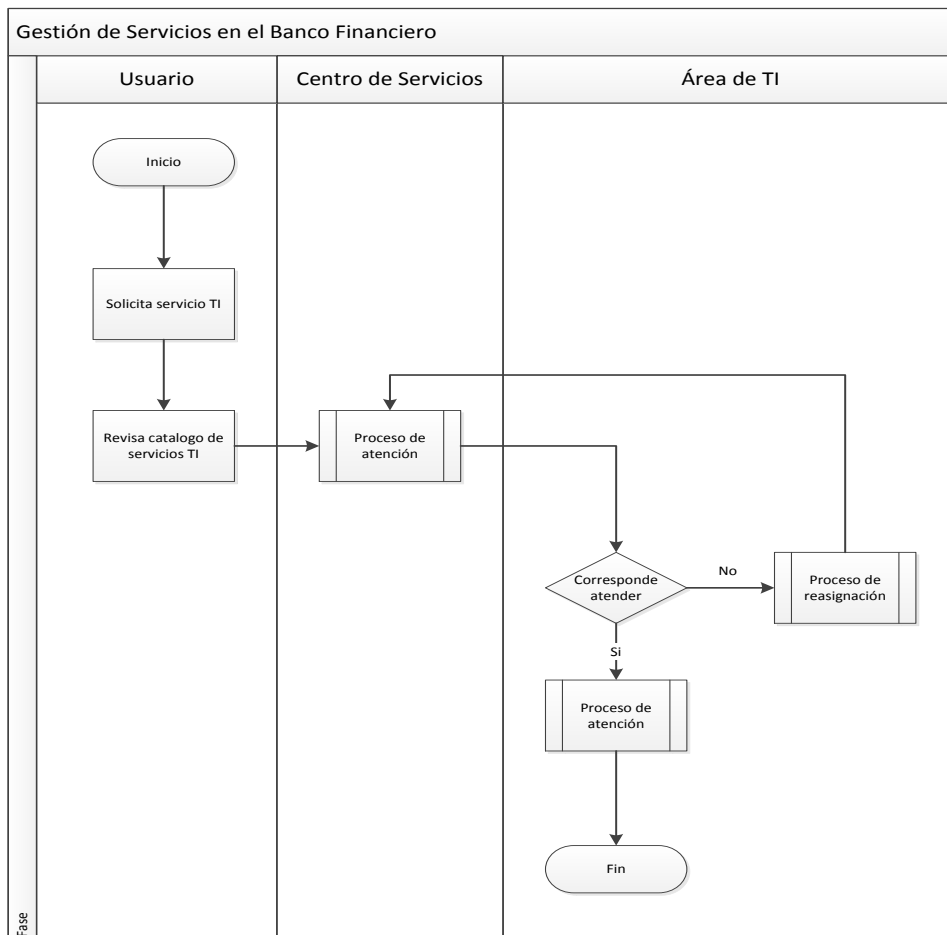 Gestión de Servicios en el Banco Financiero
Usuario
Centro de Servicios
Área de TI
Inicio
Solicita servicio TI
Revisa catalogo de
servicios TI
Proceso de
atención
Corresponde
atender
No
Proceso de
reasignación
Si
Proceso de
atención
Fin
Fase